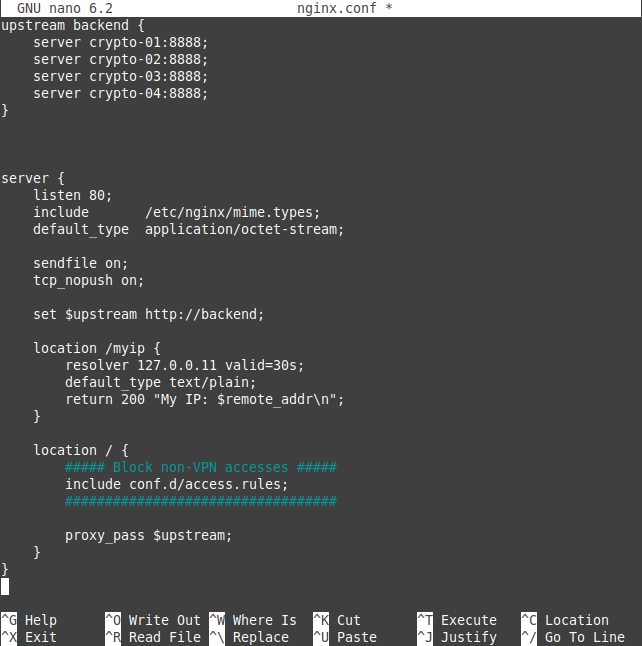 GNU nano 6.2 nginx.conf *
upstream backend {
    server crypto-01:8888;
    server crypto-02:8888;
    server crypto-03:8888;
    server crypto-04:8888;
}
server {
    listen 80;
    include       /etc/nginx/mime.types;
    default_type  application/octet-stream;
    sendfile on;
    tcp_nopush on;
    set $upstream http://backend;
    location /myip {
        resolver 127.0.0.11 valid=30s;
        default_type text/plain;
        return 200 "My IP: $remote_addr\n";
    }
    location / {
        ##### Block non-VPN accesses #####
        include conf.d/access.rules;
        ##################################
        proxy_pass $upstream;
    }
}
^G Help ^O Write Out ^W Where Is ^K Cut ^T Execute ^C Location
^X Exit ^R Read File ^\ Replace ^U Paste ^J Justify ^/ Go To Line